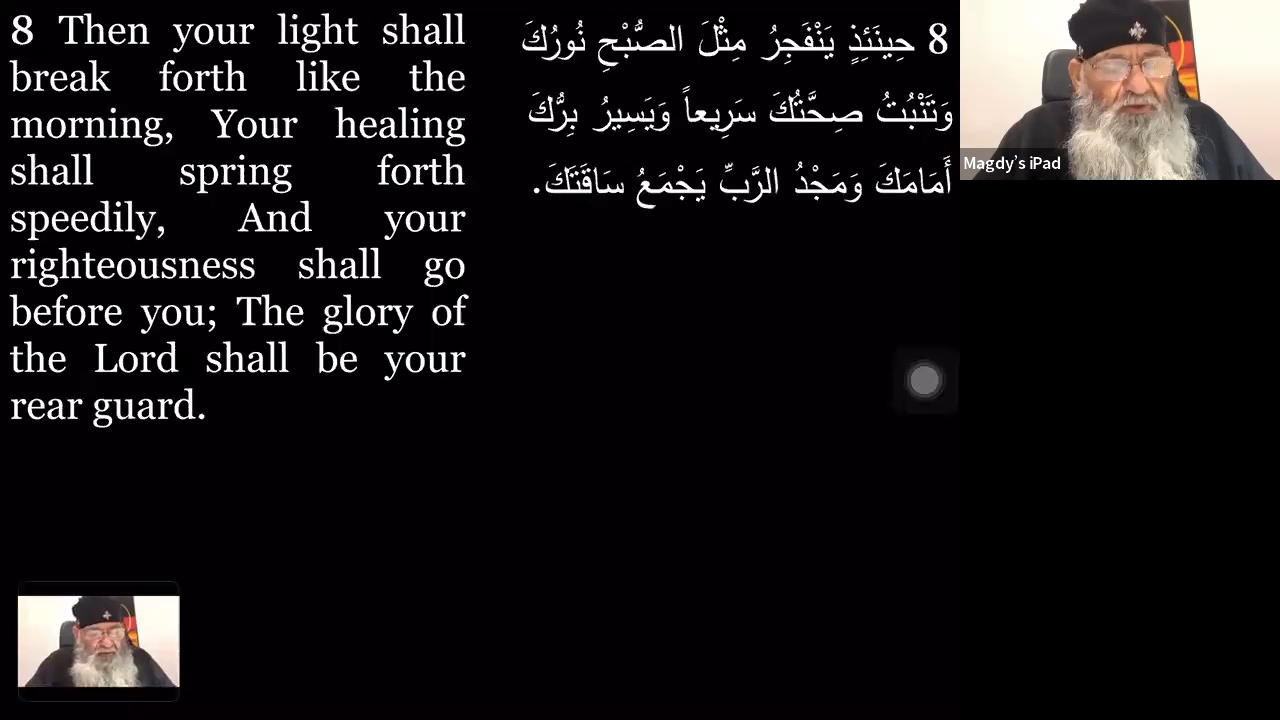 8 Then your light shall
break forth like the
morning, Your healing
shall spring forth
speedily, And your
righteousness shall go
before you; The glory of
the Lord shall be your
rear guard.
8 حِينَئِذٍ يَنْفَجِرُ مِثْلَ الصُّبْحِ نُورُكَ
وَتَنْبُتُ صِحَّتُكَ سَرِيعاً وَيَسِيرُ بِرُّكَ
أَمَامَكَ وَمَجْدُ الرَّبِّ يَجْمَعُ سَاقَتَكَ.
Magdy’s iPad